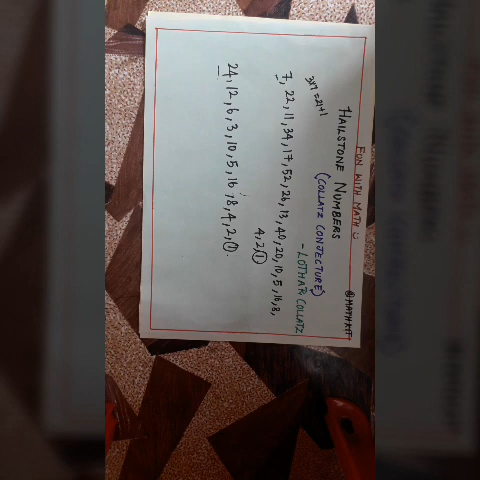 FUN WITH MATH :)
@MATHKIT
HAILSTONE NUMBERS
(COLLATZ CONJECTURE)
- LOTHAR COLLATZ
3x7 = 21+1
7, 22, 11, 34, 17, 52, 26, 13, 40, 20, 10, 5, 16, 8,
4, 2, 1
24, 12, 6, 3, 10, 5, 16, 8, 4, 2, 1.